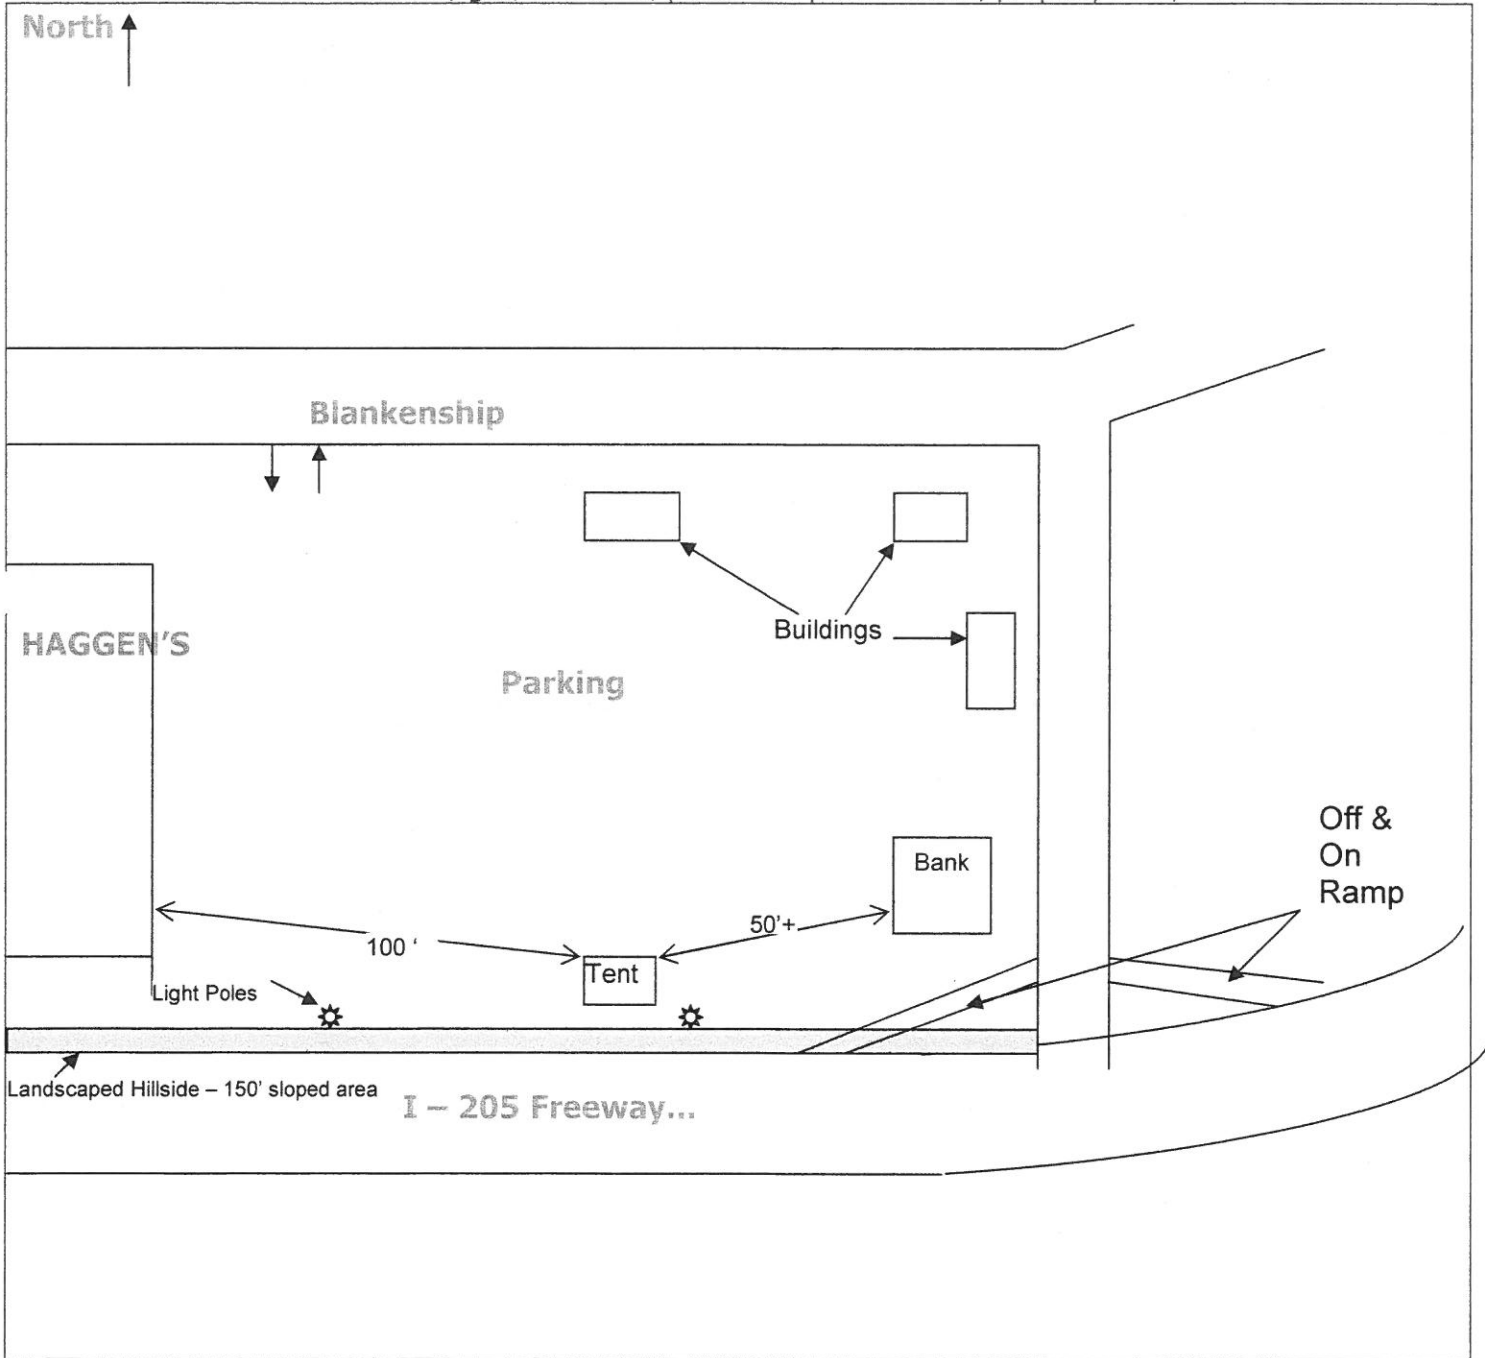 North
Blankenship
HAGGEN'S
Buildings
Parking
Off &
On
Ramp
Bank
50'+
100 '
Tent
Light Poles
Landscaped Hillside – 150' sloped area
I – 205 Freeway...